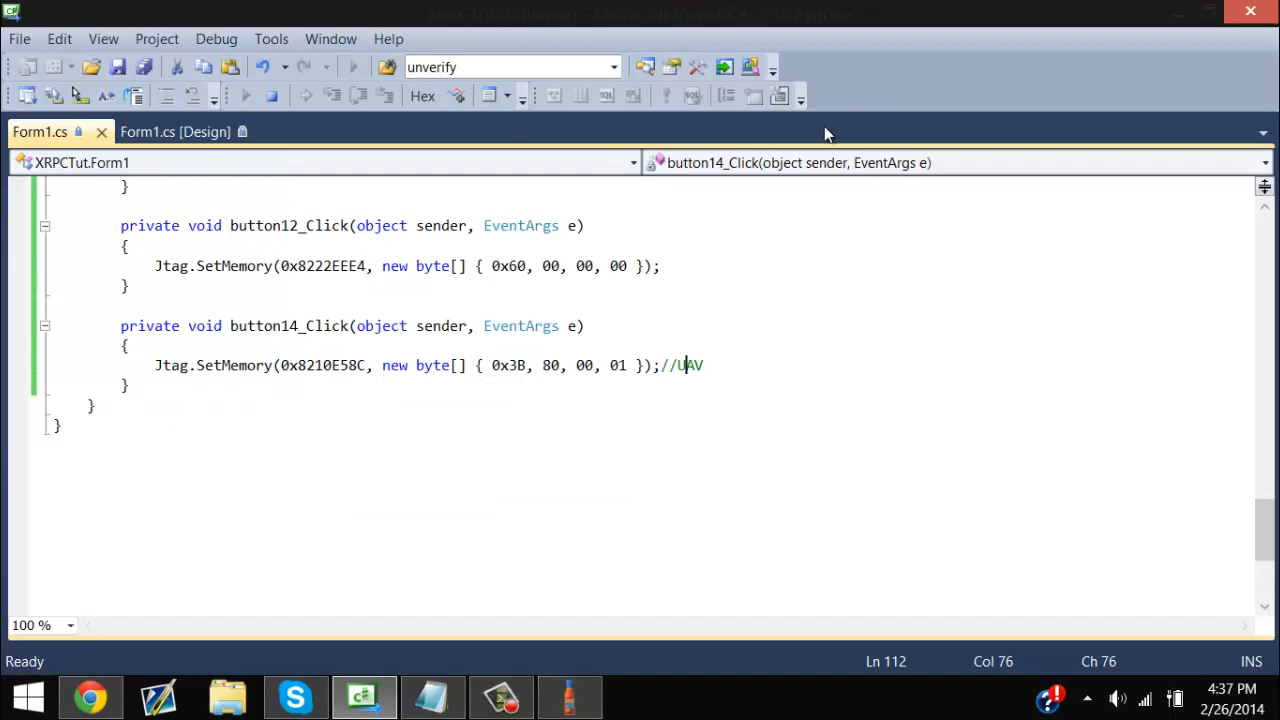 File Edit View Project Debug Tools Window Help
unverify
Hex
Form1.cs Form1.cs [Design]
XRPCTut.Form1 button14_Click(object sender, EventArgs e)
}
private void button12_Click(object sender, EventArgs e)
{
Jtag.SetMemory(0x8222EEE4, new byte[] { 0x60, 00, 00, 00 });
}
private void button14_Click(object sender, EventArgs e)
{
Jtag.SetMemory(0x8210E58C, new byte[] { 0x3B, 80, 00, 01 });//UAV
}
}
}
100 %
Ready Ln 112 Col 76 Ch 76 INS
4:37 PM
2/26/2014